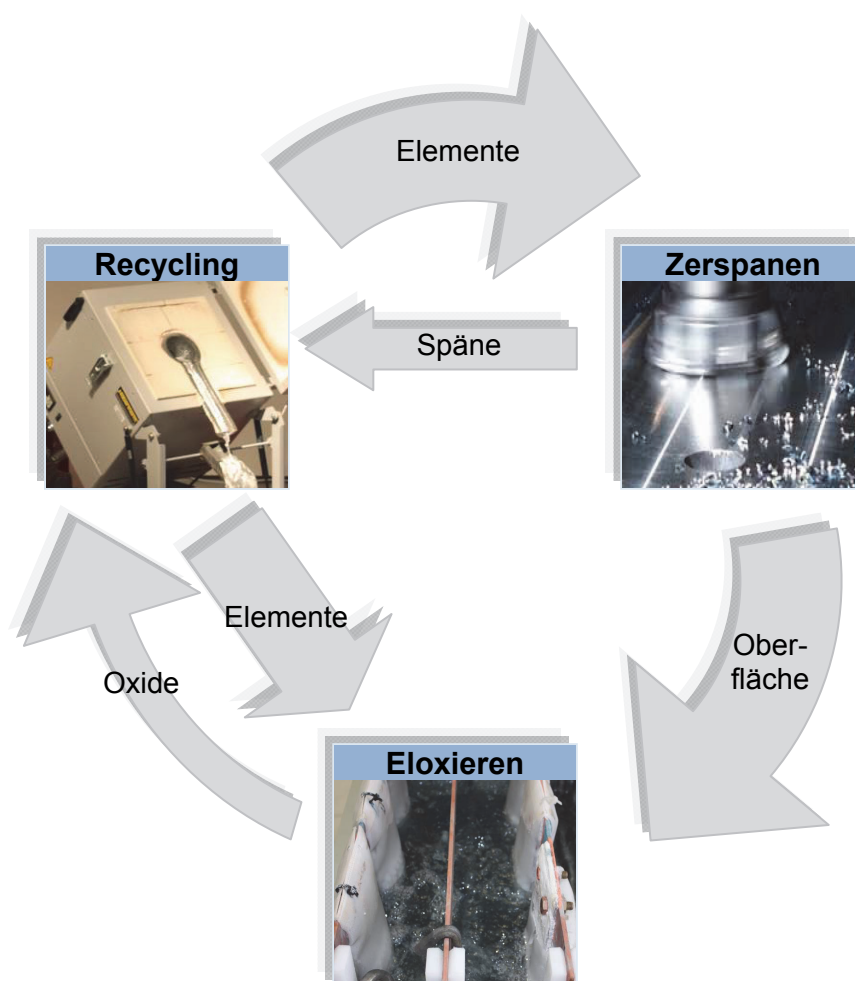 Elemente
Recycling
Zerspanen
Späne
Elemente
Oxide
Ober-
fläche
Eloxieren